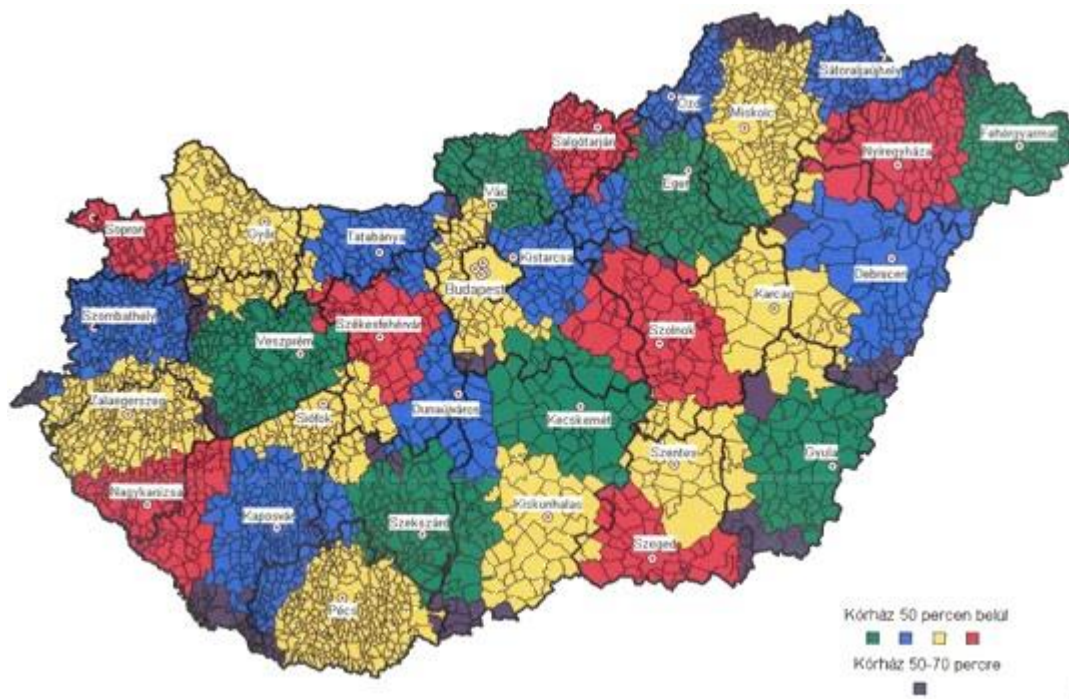 Sátoraljaújhely
Ózd
Miskolc
Salgótarján
Nyíregyháza
Fehérgyarmat
Eger
Vác
Sopron
Győr
Tatabánya
Kistarcsa
Debrecen
Budapest
Karcag
Szombathely
Székesfehérvár
Szolnok
Veszprém
Zalaegerszeg
Siófok
Dunaújváros
Kecskemét
Szentes
Gyula
Nagykanizsa
Kiskunhalas
Kaposvár
Szekszárd
Szeged
Pécs
Kórház 50 percen belül
Kórház 50-70 percre